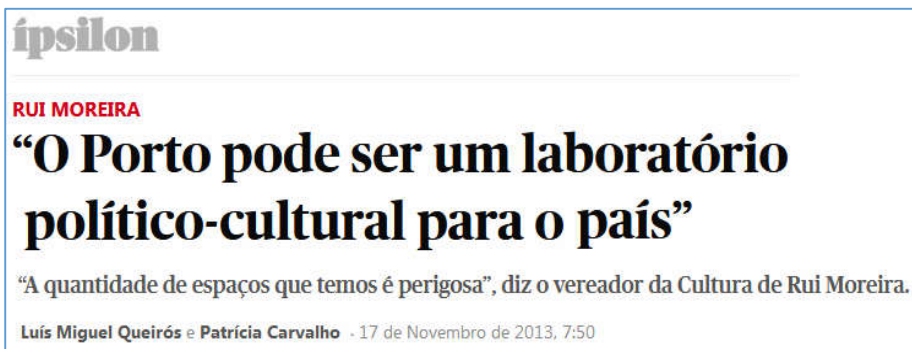 ípsilon
RUI MOREIRA
“O Porto pode ser um laboratório
político-cultural para o país”
“A quantidade de espaços que temos é perigosa”, diz o vereador da Cultura de Rui Moreira.
Luís Miguel Queirós e Patrícia Carvalho · 17 de Novembro de 2013, 7:50